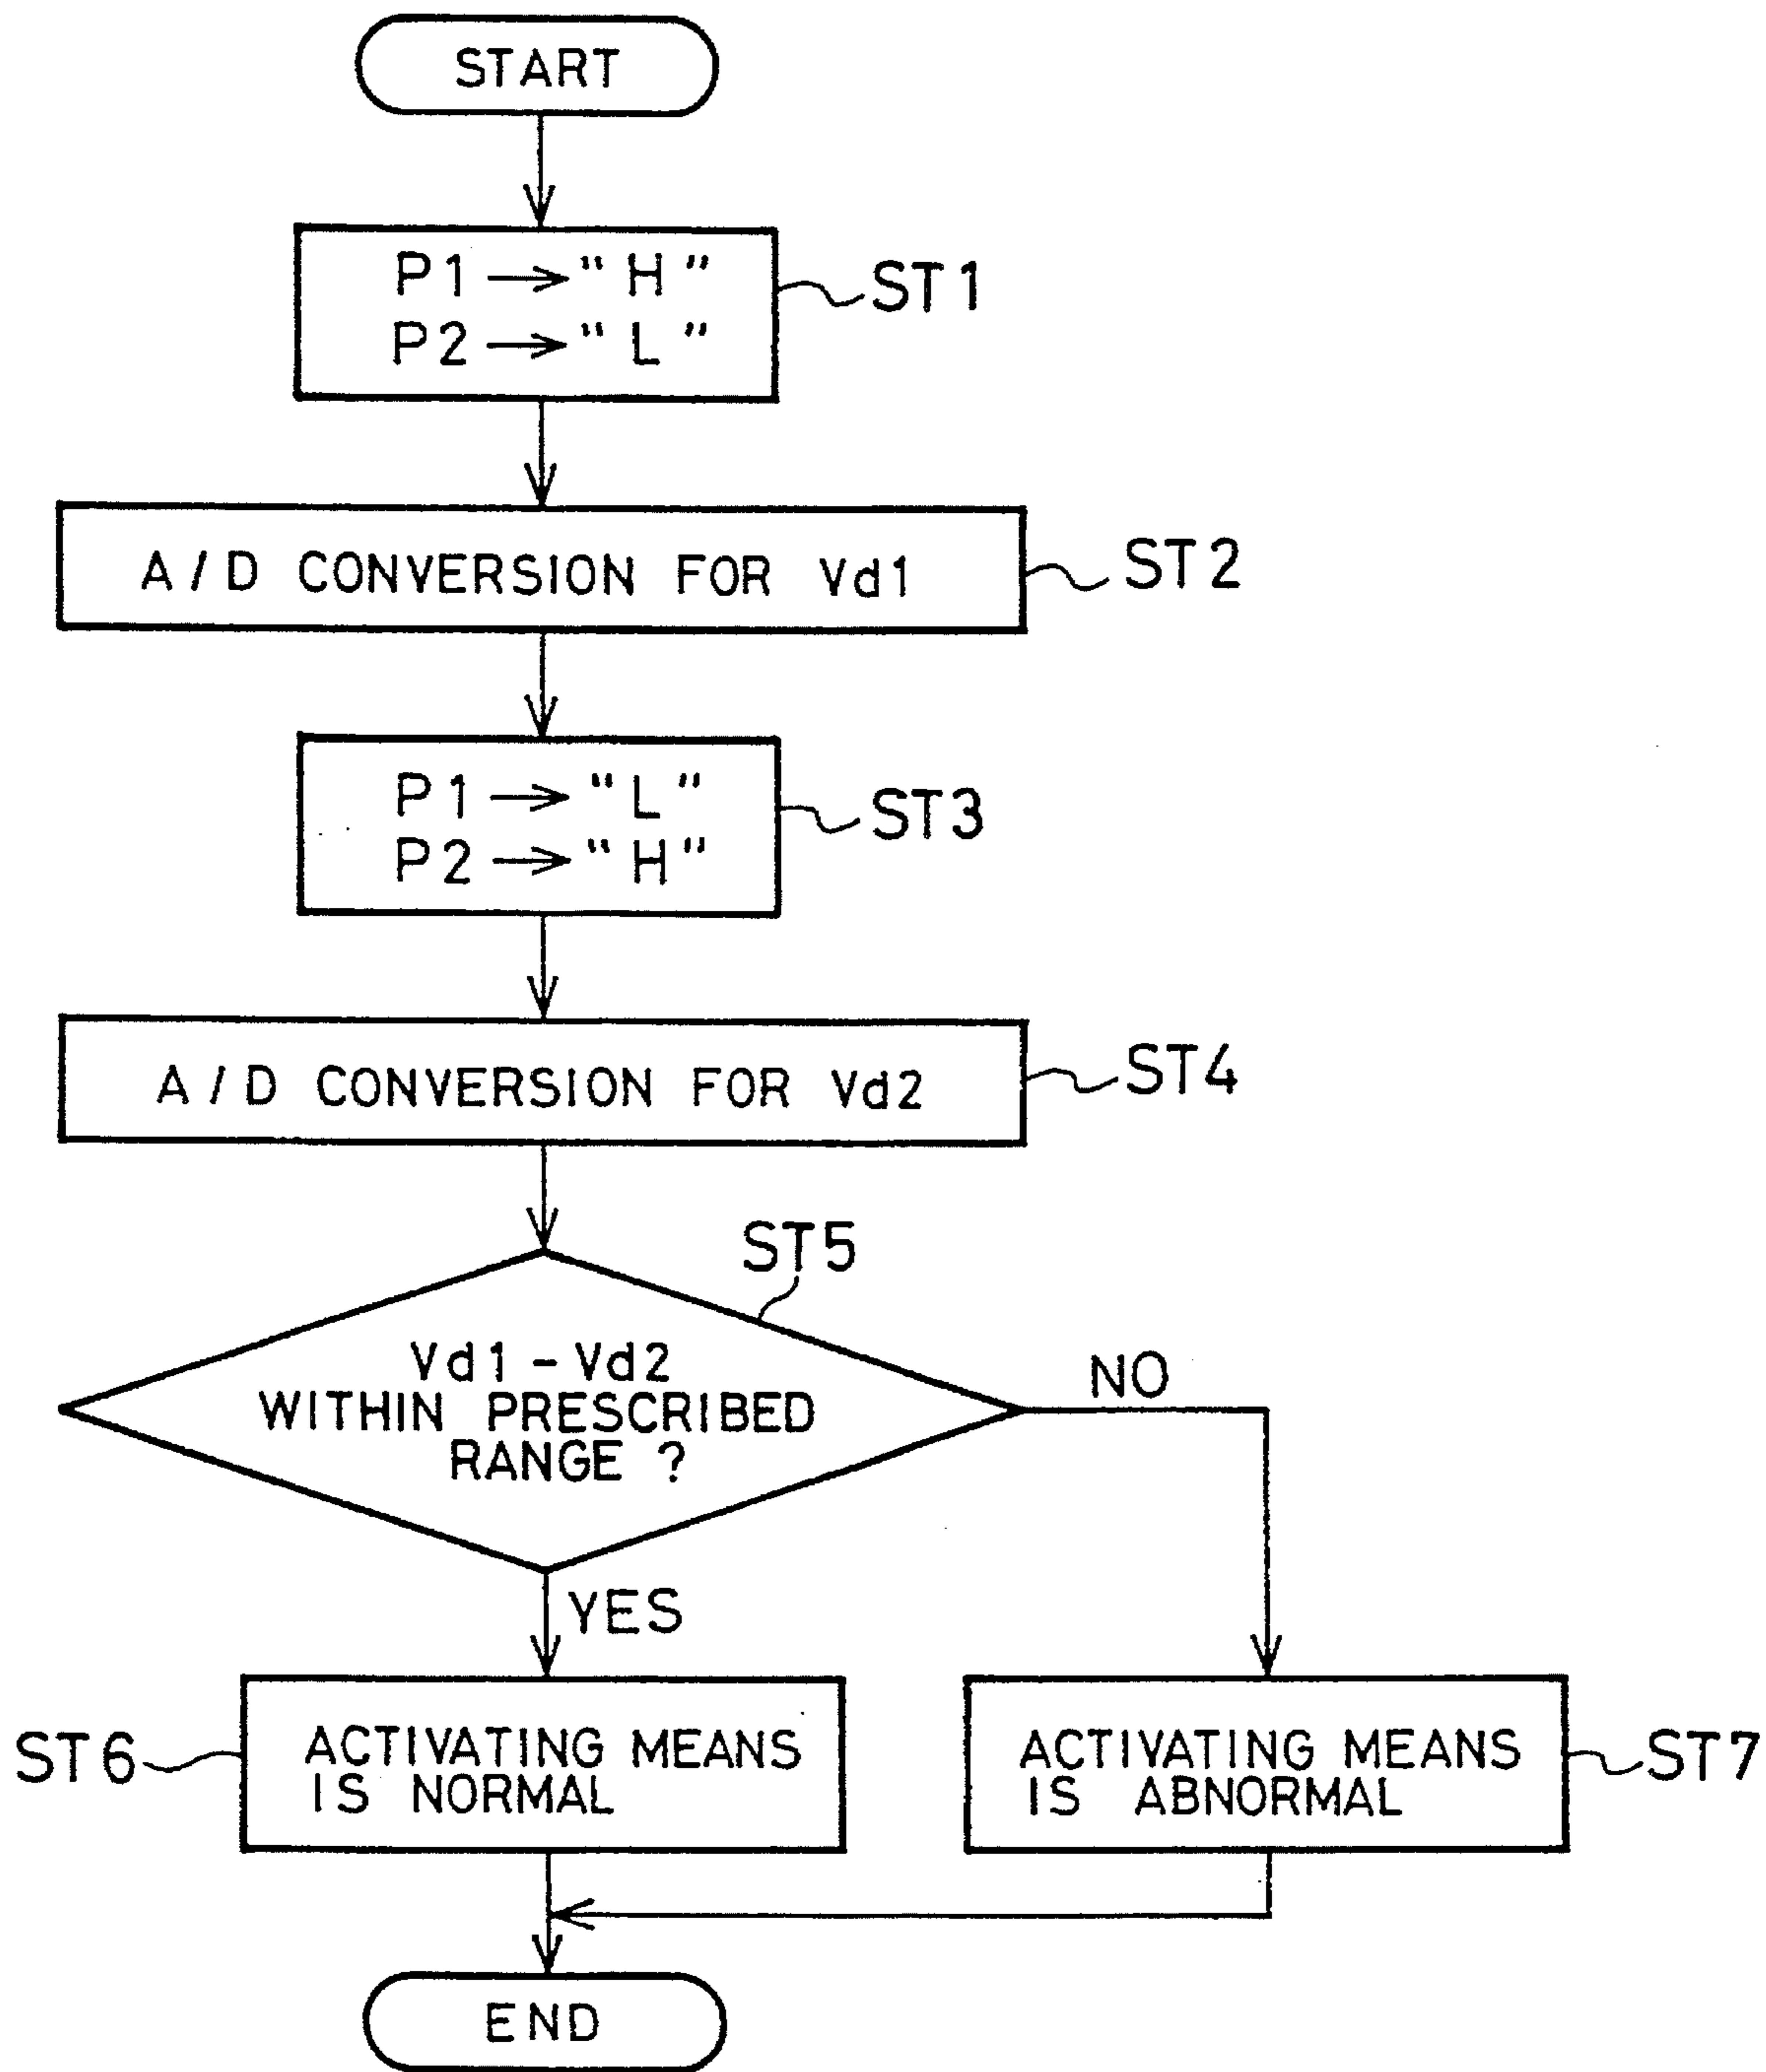 START
P1 → "H"
P2 → "L"
ST1
A/D CONVERSION FOR Vd1
ST2
P1 → "L"
P2 → "H"
ST3
A/D CONVERSION FOR Vd2
ST4
ST5
Vd1 - Vd2
WITHIN PRESCRIBED
RANGE ?
NO
YES
ST6
ACTIVATING MEANS
IS NORMAL
ACTIVATING MEANS
IS ABNORMAL
ST7
END